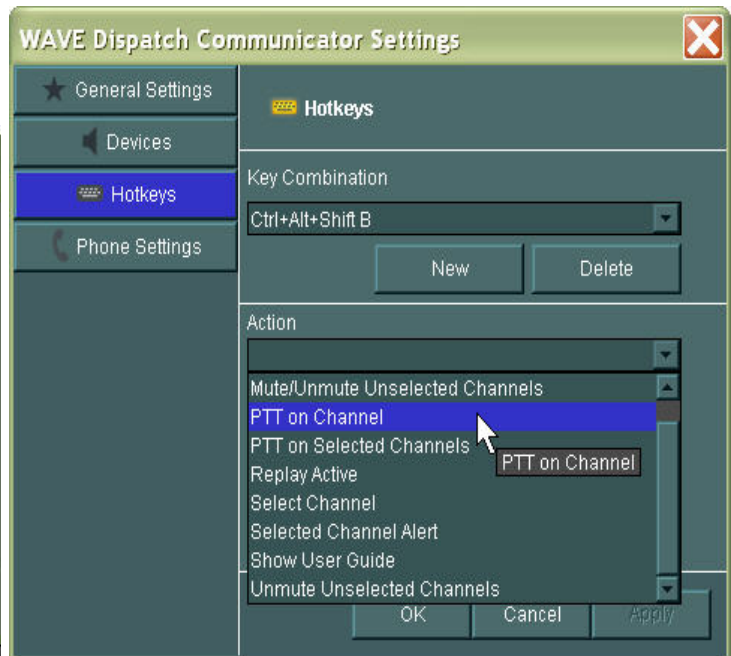 WAVE Dispatch Communicator Settings
General Settings
Devices
Hotkeys
Phone Settings
Hotkeys
Key Combination
Ctrl+Alt+Shift B
New
Delete
Action
Mute/Unmute Unselected Channels
PTT on Channel
PTT on Selected Channels
PTT on Channel
Replay Active
Select Channel
Selected Channel Alert
Show User Guide
Unmute Unselected Channels
OK
Cancel
Apply